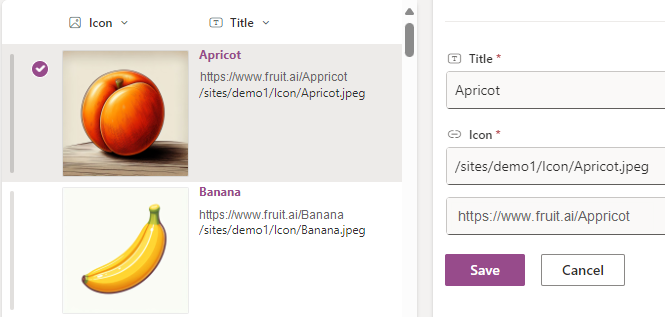 Icon Title
Apricot
https://www.fruit.ai/Appricot
/sites/demo1/Icon/Apricot.jpeg
Banana
https://www.fruit.ai/Banana
/sites/demo1/Icon/Banana.jpeg
Title *
Apricot
Icon *
/sites/demo1/Icon/Apricot.jpeg
https://www.fruit.ai/Appricot
Save Cancel